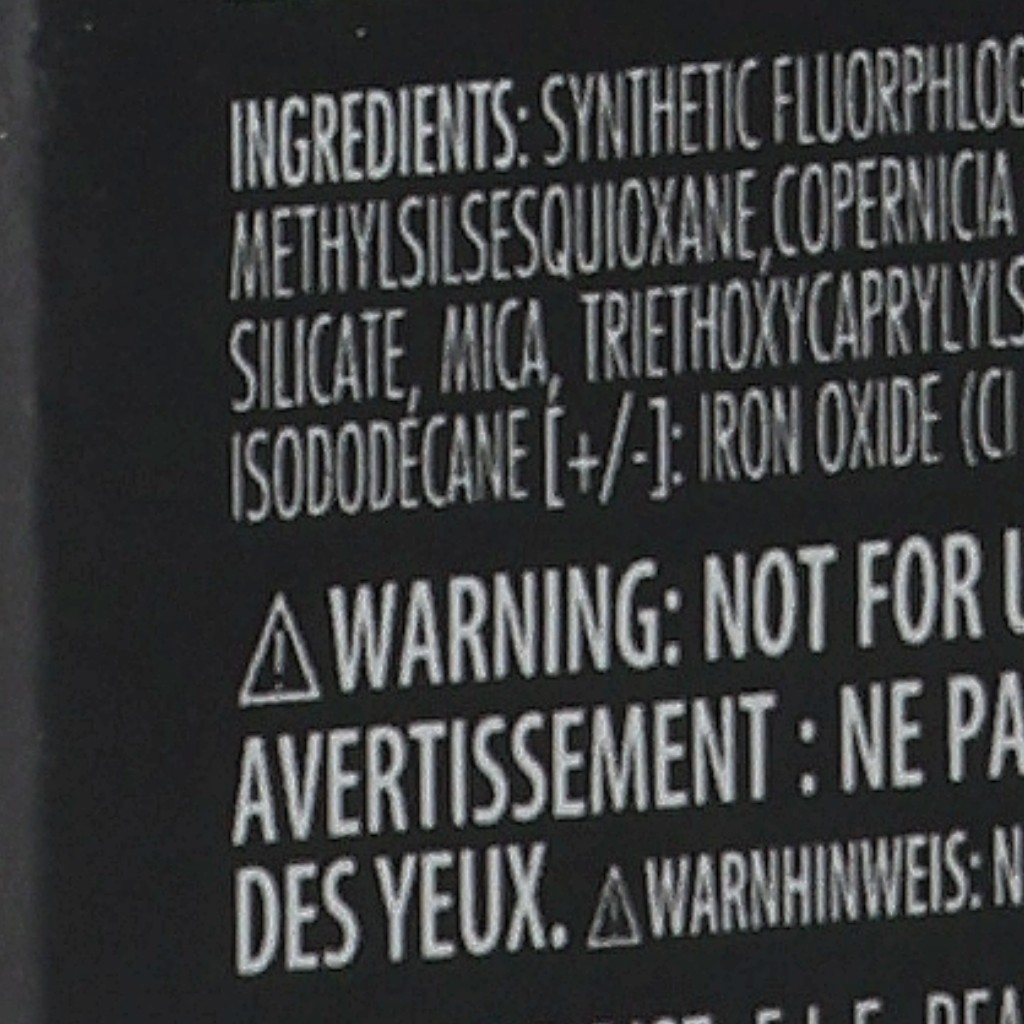 INGREDIENTS: SYNTHETIC FLUORPHLOG
METHYLSILSESQUIOXANE,COPERNICIA
SILICATE, MICA, TRIETHOXYCAPRYLYLS
ISODODÉCANE [+/-]: IRON OXIDE (CI
⚠WARNING: NOT FOR U
AVERTISSEMENT : NE PA
DES YEUX. ⚠WARNHINWEIS: N